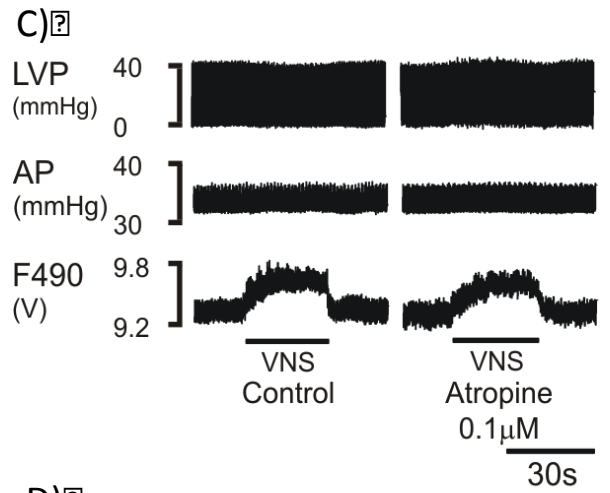 C)⍰
LVP 40
(mmHg)
0
AP 40
(mmHg)
30
F490 9.8
(V)
9.2
VNS VNS
Control Atropine
0.1µM
30s
D)⍰